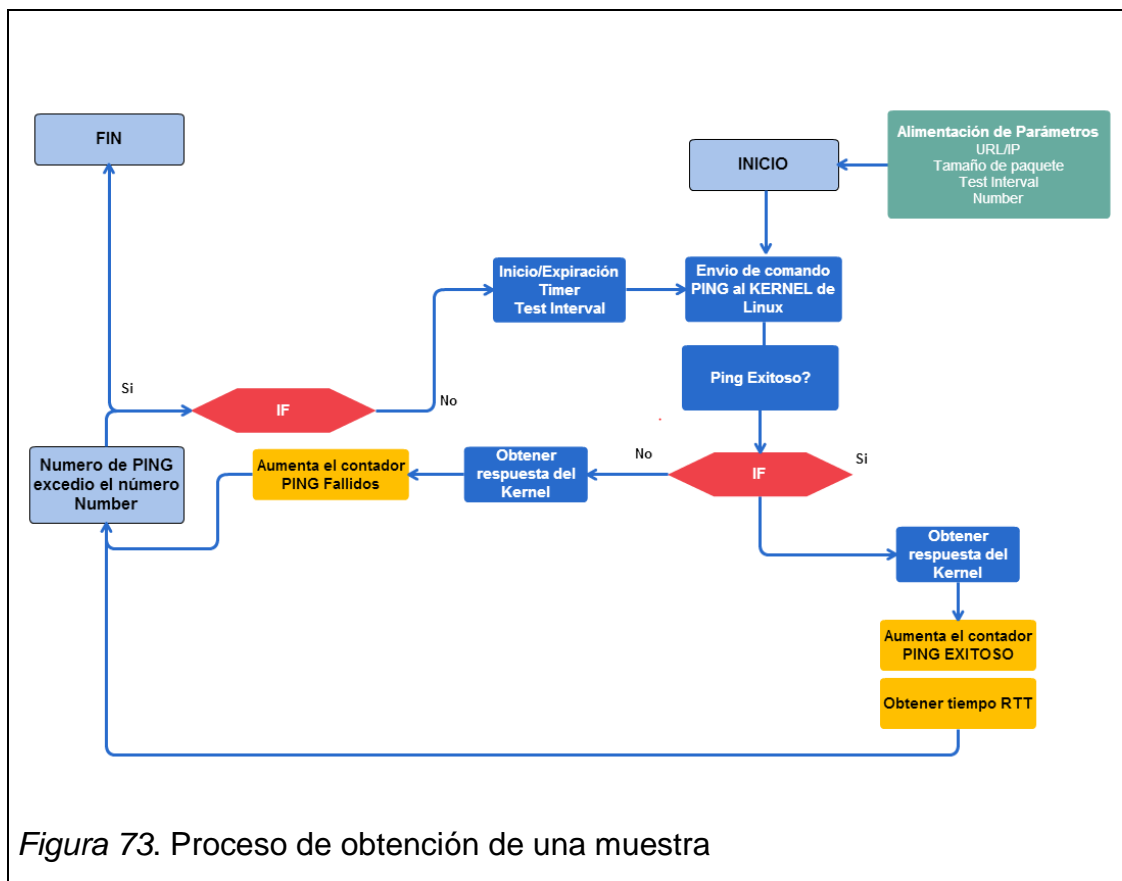 FIN
Alimentación de Parámetros
URL/IP
Tamaño de paquete
Test Interval
Number
INICIO
Inicio/Expiración
Timer
Test Interval
Envio de comando
PING al KERNEL de
Linux
Ping Exitoso?
Si
IF
No
Numero de PING
excedio el número
Number
Aumenta el contador
PING Fallidos
Obtener
respuesta del
Kernel
No
IF
Si
Obtener
respuesta del
Kernel
Aumenta el contador
PING EXITOSO
Obtener tiempo RTT
Figura 73. Proceso de obtención de una muestra